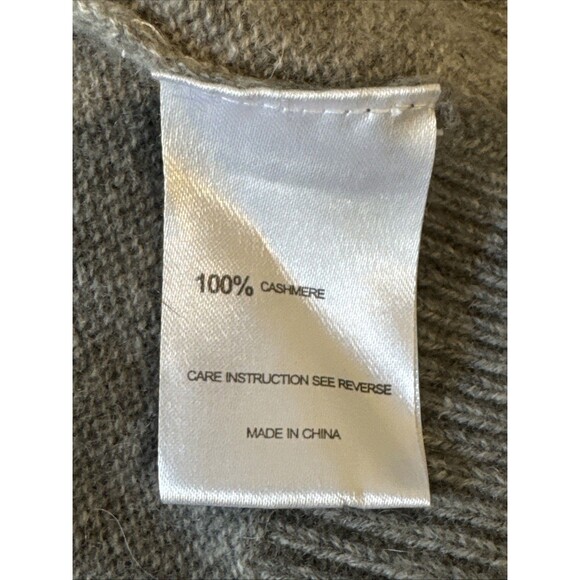 100% CASHMERE
CARE INSTRUCTION SEE REVERSE
MADE IN CHINA